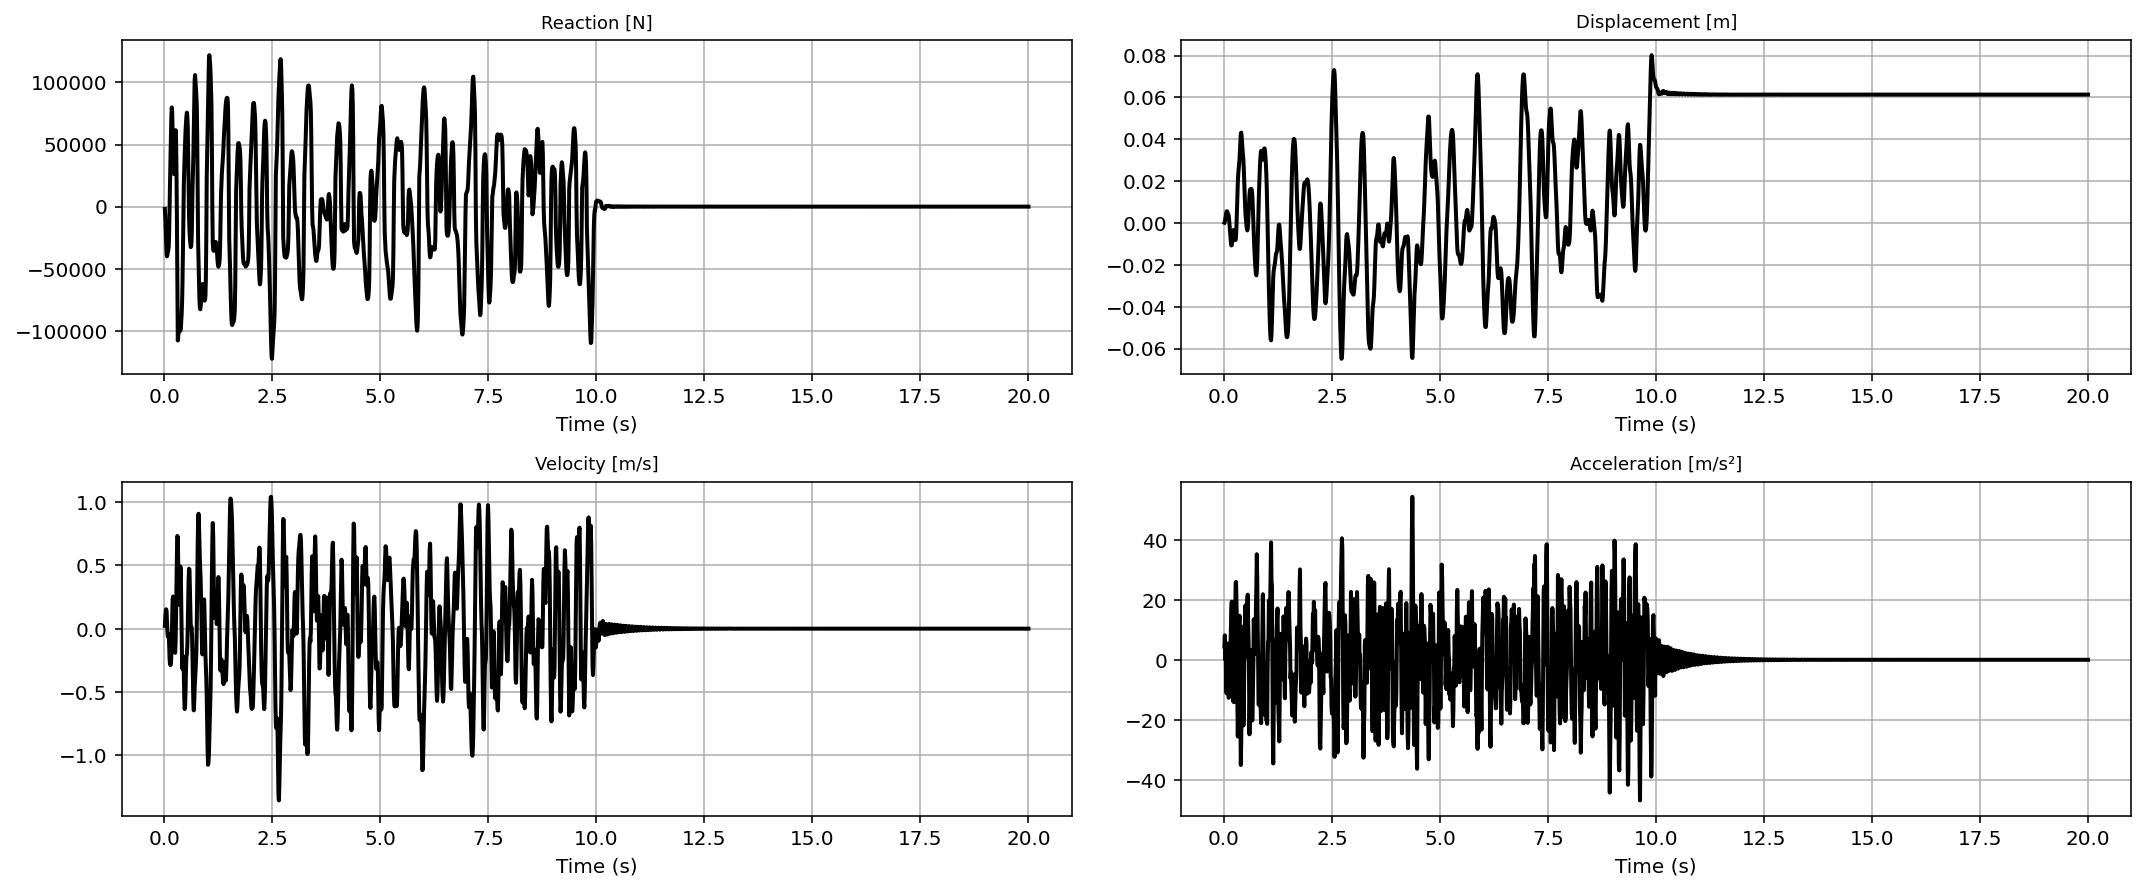 Reaction [N]
100000
50000
0
−50000
−100000
0.0 2.5 5.0 7.5 10.0 12.5 15.0 17.5 20.0
Time (s)
Displacement [m]
0.08
0.06
0.04
0.02
0.00
−0.02
−0.04
−0.06
0.0 2.5 5.0 7.5 10.0 12.5 15.0 17.5 20.0
Time (s)
Velocity [m/s]
1.0
0.5
0.0
−0.5
−1.0
0.0 2.5 5.0 7.5 10.0 12.5 15.0 17.5 20.0
Time (s)
Acceleration [m/s²]
40
20
0
−20
−40
0.0 2.5 5.0 7.5 10.0 12.5 15.0 17.5 20.0
Time (s)